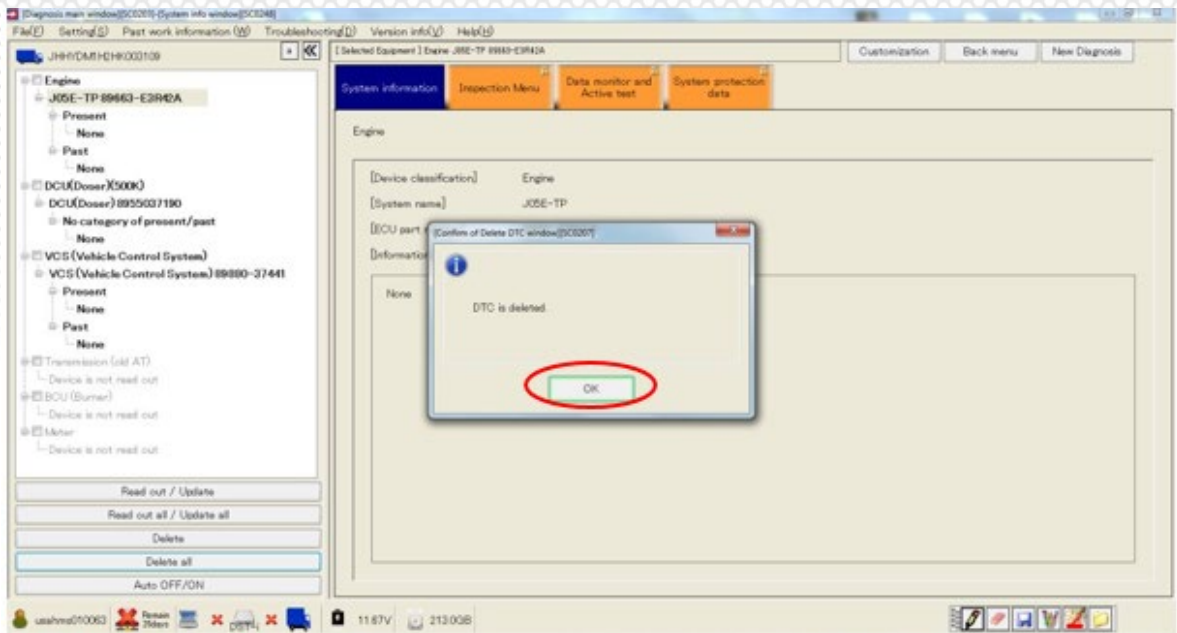 [Diagnosis main window][SC0203]-[System info window][SC0248]
File(F) Setting(S) Past work information (W) Troubleshooting(D) Version info(V) Help(H)
[Selected Equipment] Engine J05E-TP 89663-E3R42A
Customization
Back menu
New Diagnosis
System information
Inspection Menu
Data monitor and Active test
System protection data
Engine
J05E-TP 89663-E3R42A
Present
None
Past
None
DCU(Doser)(500K)
DCU(Doser) 8955037190
No category of present/past
None
VCS (Vehicle Control System)
VCS (Vehicle Control System) 89890-37441
Present
None
Past
None
Transmission (old AT)
Device is not read out
BCU (Burner)
Device is not read out
Meter
Device is not read out
Read out / Update
Read out all / Update all
Delete
Delete all
Auto OFF/ON
Engine
[Device classification] Engine
[System name] J05E-TP
[ECU part
[Information
None
[Confirm of Delete DTC window][SC0207]
DTC is deleted.
OK
Remain
11.67V
213.0GB